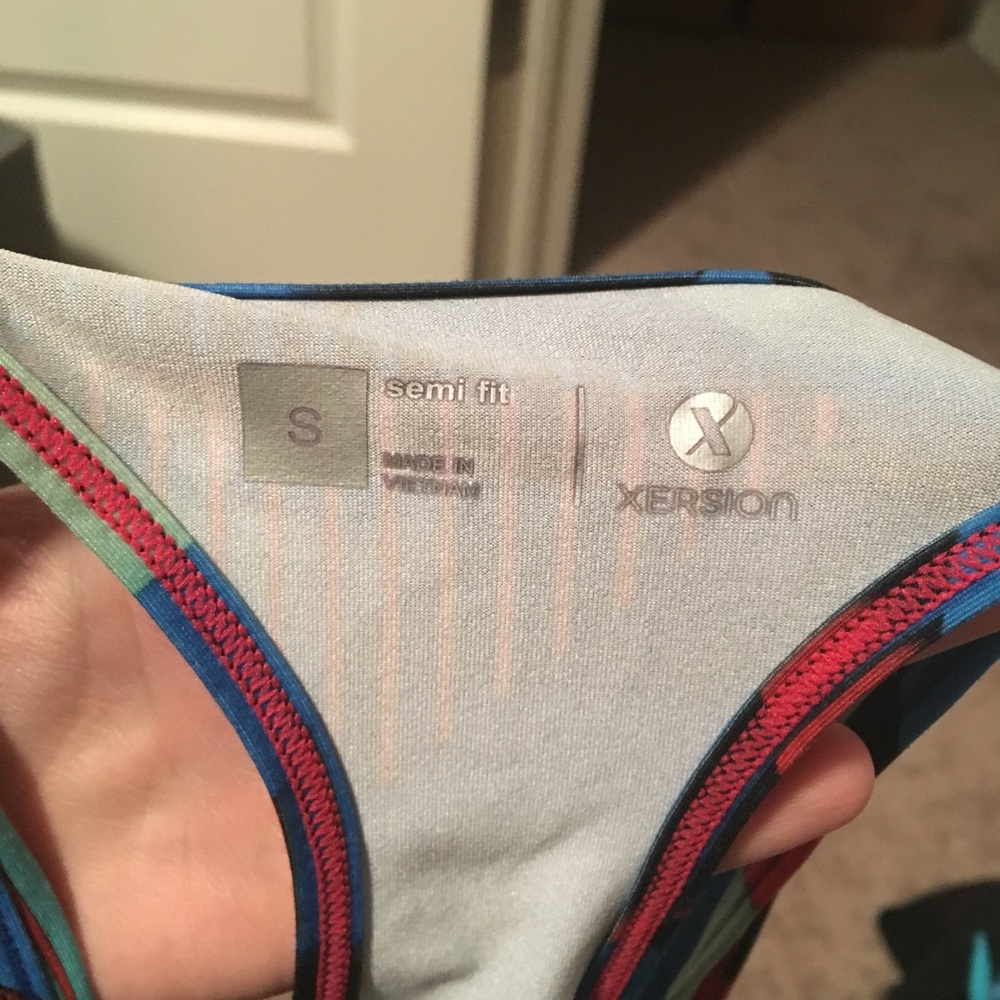 S
semi fit
MADE IN
VIETNAM
X
XERSIOn